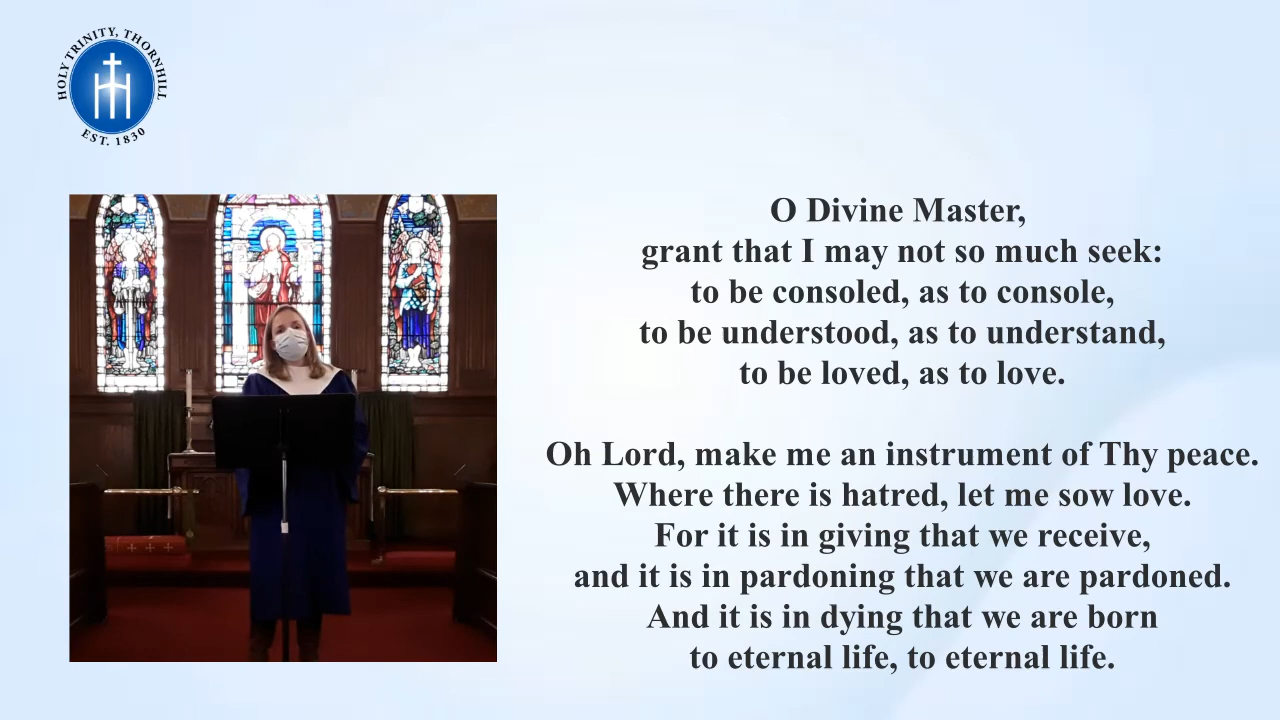 HOLY TRINITY, THORNHILL
EST. 1830
O Divine Master,
grant that I may not so much seek:
to be consoled, as to console,
to be understood, as to understand,
to be loved, as to love.
Oh Lord, make me an instrument of Thy peace.
Where there is hatred, let me sow love.
For it is in giving that we receive,
and it is in pardoning that we are pardoned.
And it is in dying that we are born
to eternal life, to eternal life.